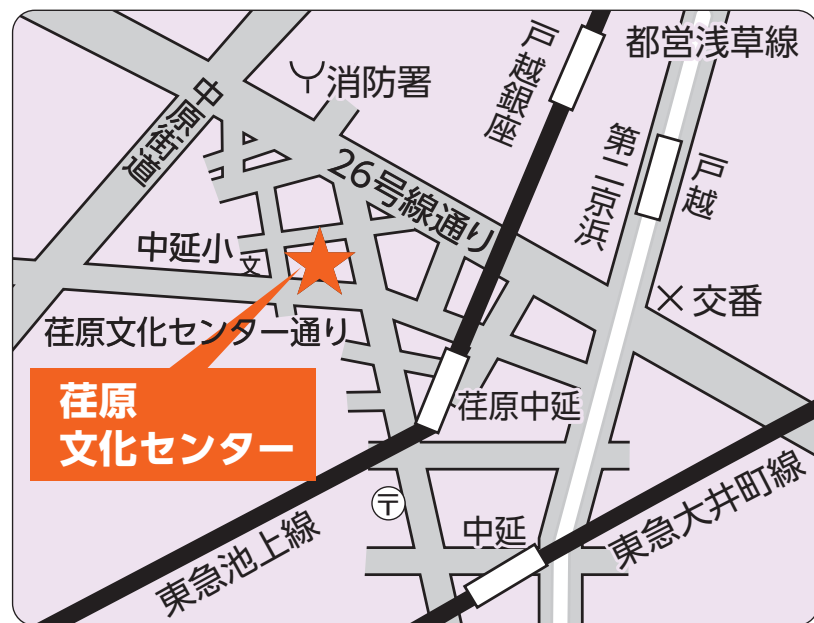 都営浅草線
戸越銀座
消防署
中原街道
第二京浜
戸越
26号線通り
中延小
文
交番
荏原文化センター通り
荏原
文化センター
荏原中延
〒
中延
東急大井町線
東急池上線